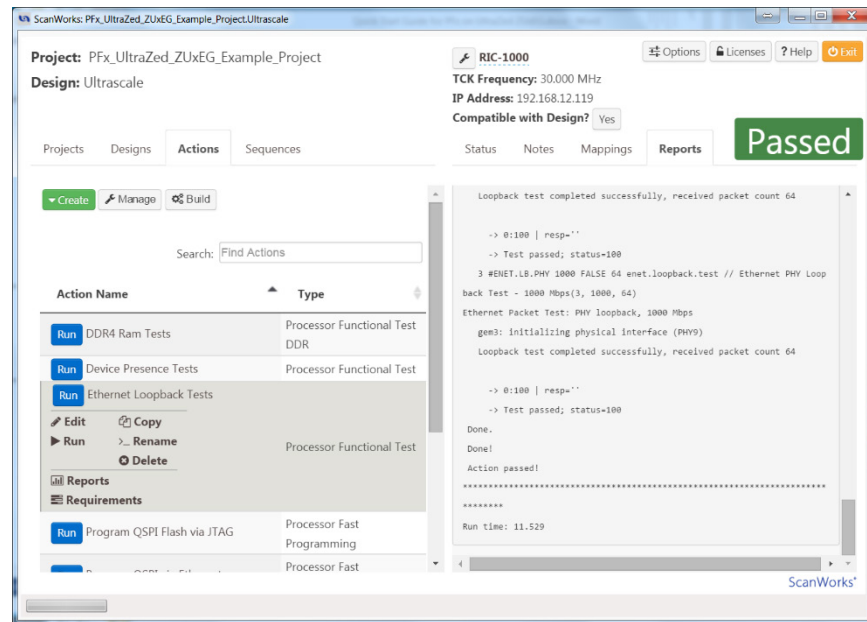 ScanWorks: PFx_UltraZed_ZUxEG_Example_Project.Ultrascale
Project: PFx_UltraZed_ZUxEG_Example_Project
Design: Ultrascale
RIC-1000
TCK Frequency: 30.000 MHz
IP Address: 192.168.12.119
Compatible with Design? Yes
Options Licenses ? Help Exit
Projects Designs Actions Sequences
Status Notes Mappings Reports
Passed
Create Manage Build
Search: Find Actions
Action Name Type
Run DDR4 Ram Tests Processor Functional Test DDR
Run Device Presence Tests Processor Functional Test
Run Ethernet Loopback Tests
Edit Copy
Run >_ Rename
Delete
Processor Functional Test
Reports
Requirements
Run Program QSPI Flash via JTAG Processor Fast Programming
Processor Fast
Loopback test completed successfully, received packet count 64
-> 0:100 | resp=''
-> Test passed; status=100
3 #ENET.LB.PHY 1000 FALSE 64 enet.loopback.test // Ethernet PHY Loop
back Test - 1000 Mbps(3, 1000, 64)
Ethernet Packet Test: PHY loopback, 1000 Mbps
gem3: initializing physical interface (PHY9)
Loopback test completed successfully, received packet count 64
-> 0:100 | resp=''
-> Test passed; status=100
Done.
Done!
Action passed!
**************************************************************************
********
Run time: 11.529
ScanWorks